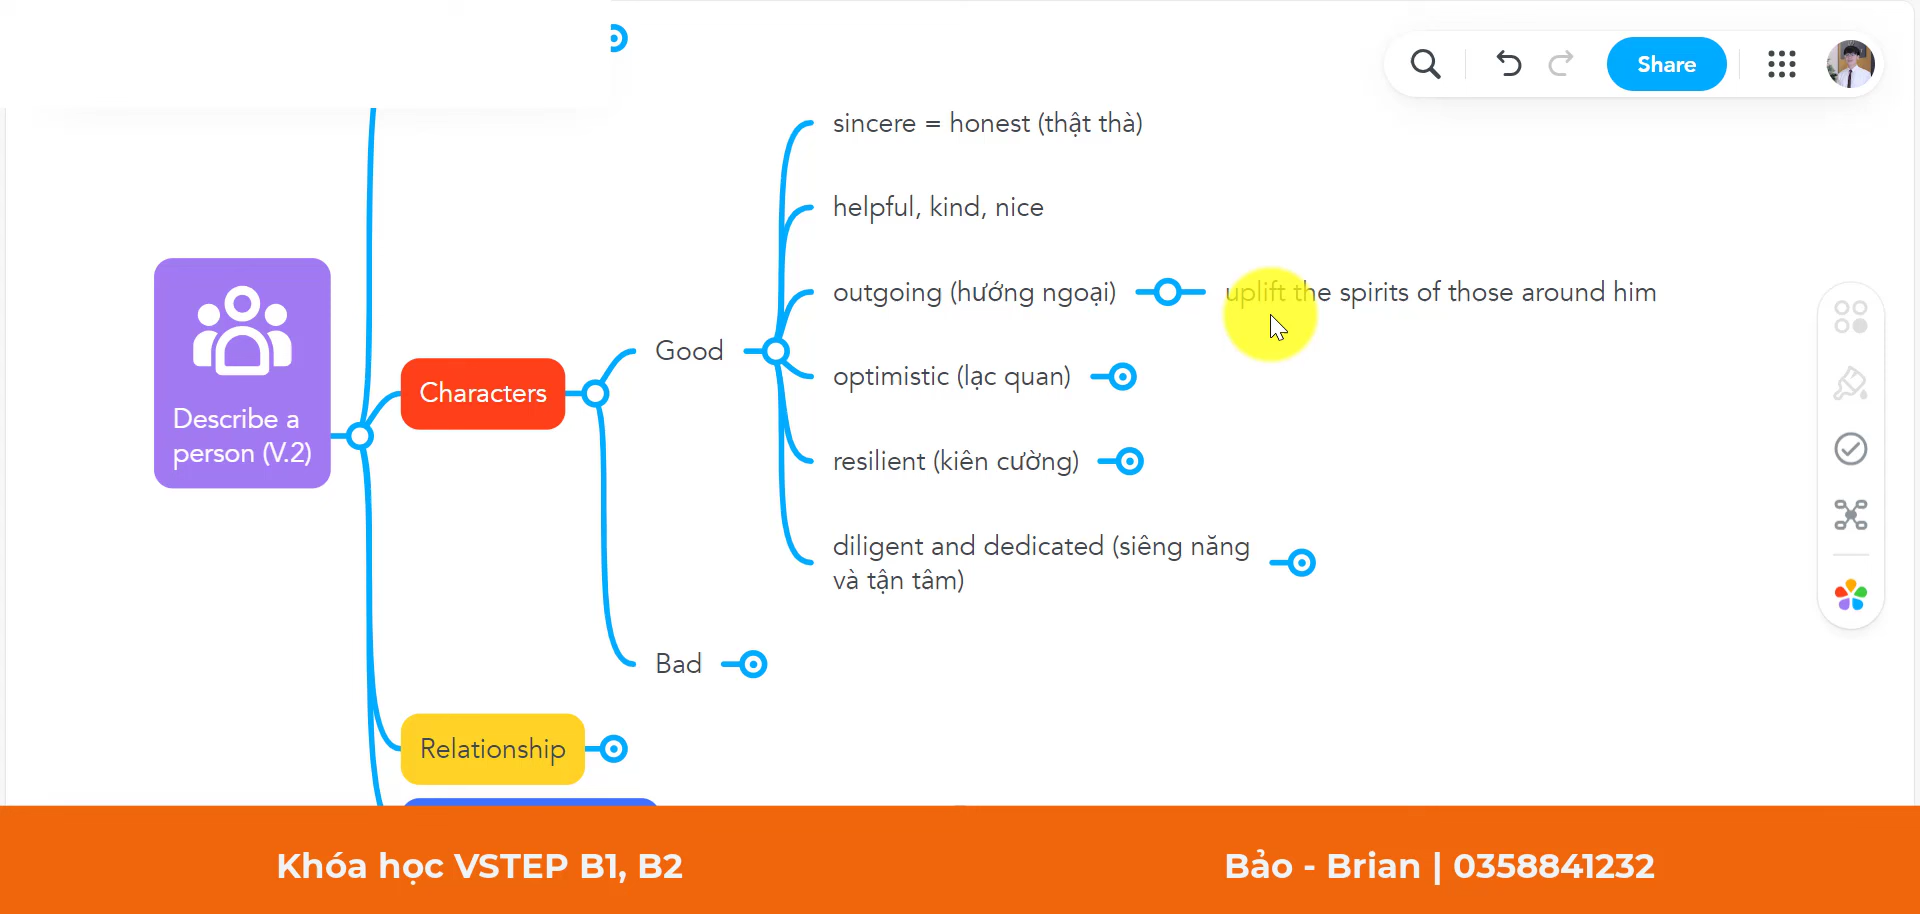 Share
sincere = honest (thật thà)
helpful, kind, nice
outgoing (hướng ngoại)
uplift the spirits of those around him
Good
optimistic (lạc quan)
Characters
Describe a
person (V.2)
resilient (kiên cường)
diligent and dedicated (siêng năng
và tận tâm)
Bad
Relationship
Khóa học VSTEP B1, B2
Bảo - Brian | 0358841232